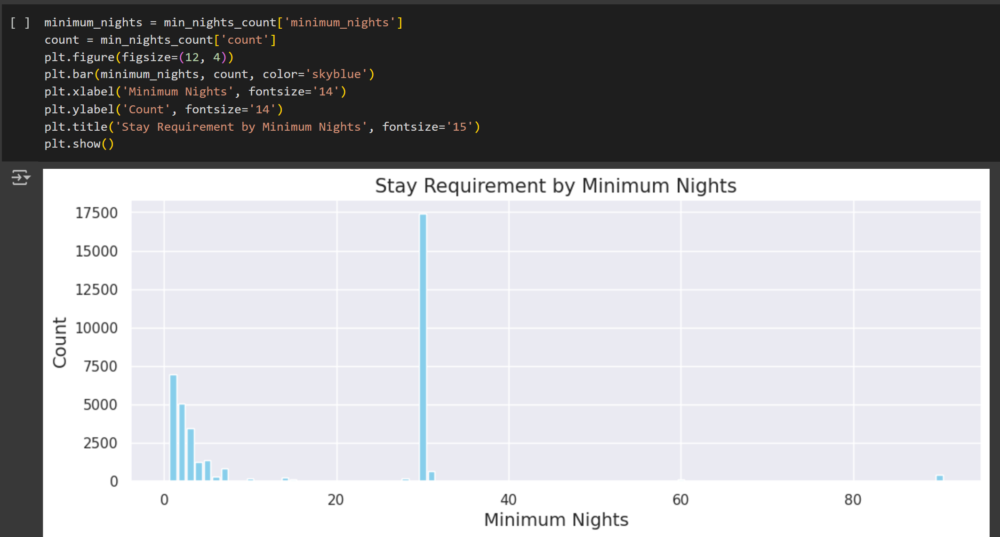 [ ] minimum_nights = min_nights_count['minimum_nights']
count = min_nights_count['count']
plt.figure(figsize=(12, 4))
plt.bar(minimum_nights, count, color='skyblue')
plt.xlabel('Minimum Nights', fontsize='14')
plt.ylabel('Count', fontsize='14')
plt.title('Stay Requirement by Minimum Nights', fontsize='15')
plt.show()
Stay Requirement by Minimum Nights
17500
15000
12500
10000
7500
5000
2500
0
Count
0 20 40 60 80
Minimum Nights